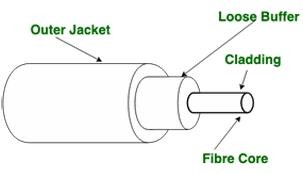 Loose Buffer
Outer Jacket
Cladding
Fibre Core